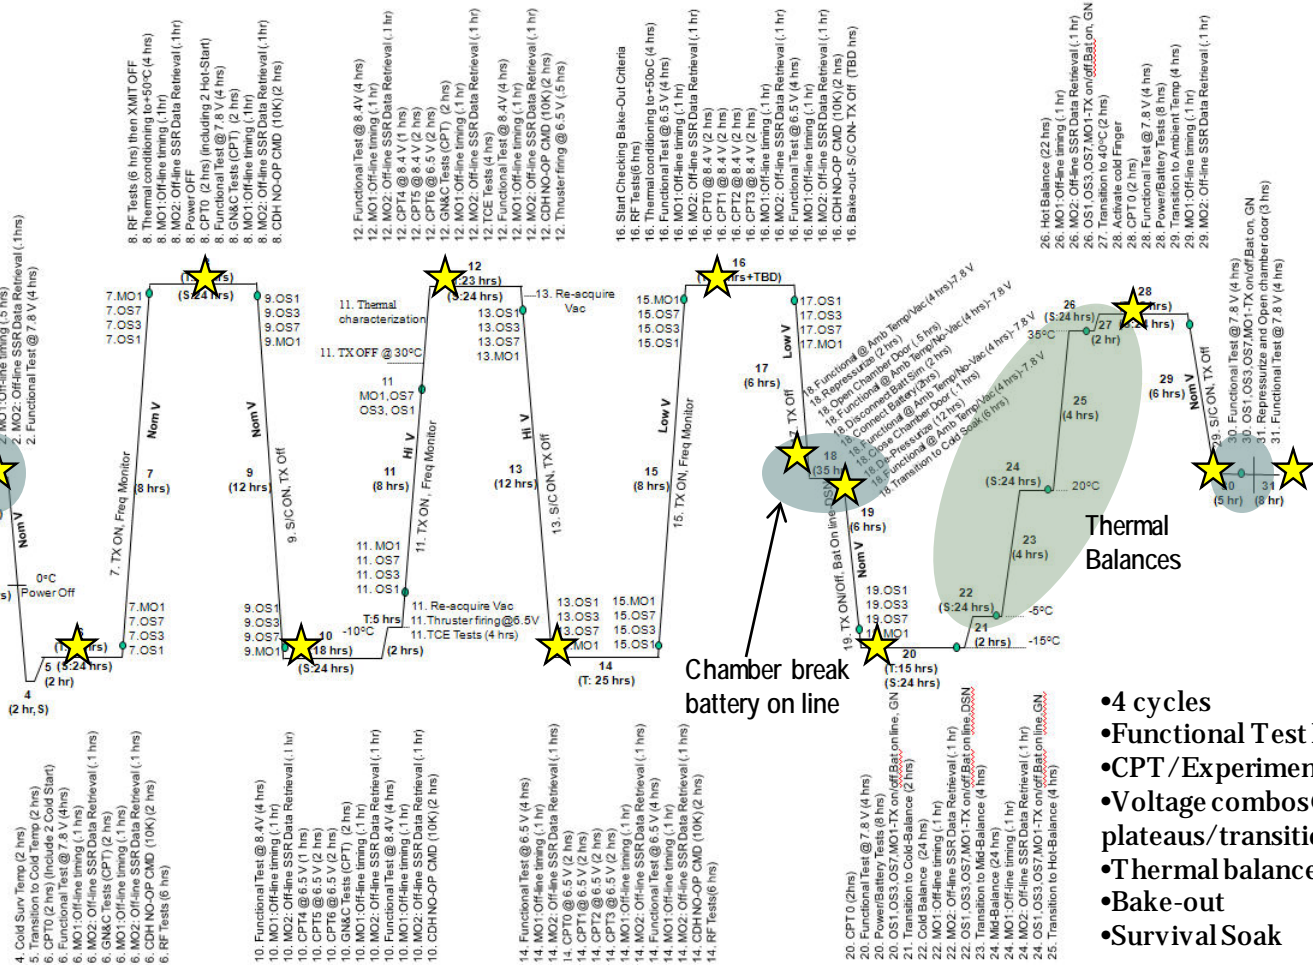 2. MO1:Off-line timing (.5 hrs)
2. MO2: Off-line SSR Data Retrieval (.1hrs)
2. Functional Test @ 7.8 V (4 hrs)
8. RF Tests (6 hrs) then XMIT OFF
8. Thermal conditioning to+50°C (4 hrs)
8. MO1:Off-line timing (.1hr)
8. MO2: Off-line SSR Data Retrieval (.1hr)
8. Power OFF
8. CPT0 (2 hrs) (including 2 Hot-Start)
8. Functional Test @ 7.8 V (4 hrs)
8. GN&C Tests (CPT) (2 hrs)
8. MO1:Off-line timing (.1hr)
8. MO2: Off-line SSR Data Retrieval (.1hr)
8. CDH NO-OP CMD (10K) (2 hrs)
12. Functional Test @ 8.4V (4 hrs)
12. MO1:Off-line timing (.1 hr)
12. MO2: Off-line SSR Data Retrieval (.1 hr)
12. CPT4 @ 8.4 V (1 hrs)
12. CPT5 @ 8.4 V (2 hrs)
12. CPT6 @ 6.5 V (2 hrs)
12. GN&C Tests (CPT) (2 hrs)
12. MO1:Off-line timing (.1 hr)
12. MO2: Off-line SSR Data Retrieval (.1 hr)
12. TCE Tests (4 hrs)
12. Functional Test @ 8.4V (4 hrs)
12. MO1:Off-line timing (.1 hr)
12. MO2: Off-line SSR Data Retrieval (.1 hr)
12. CDH NO-OP CMD (10K) (2 hrs)
12. Thruster firing @ 6.5 V (.5 hrs)
16. Start Checking Bake-Out Criteria
16. RF Tests(6 hrs)
16. Thermal conditioning to+50oC (4 hrs)
16. Functional Test @ 6.5 V (4 hrs)
16. MO1:Off-line timing (.1 hr)
16. MO2: Off-line SSR Data Retrieval (.1 hr)
16. CPT0 @ 8.4 V (2 hrs)
16. CPT1 @ 8.4 V (2 hrs)
16. CPT2 @ 8.4 V (2 hrs)
16. CPT3 @ 8.4 V (2 hrs)
16. MO1:Off-line timing (.1 hr)
16. MO2: Off-line SSR Data Retrieval (.1 hr)
16. Functional Test @ 6.5 V (4 hrs)
16. MO1:Off-line timing (.1 hr)
16. MO2: Off-line SSR Data Retrieval (.1 hr)
16. CDH NO-OP CMD (10K) (2 hrs)
16. Bake-out- S/C ON- TX Off (TBD hrs)
26. Hot Balance (22 hrs)
26. MO1:Off-line timing (.1 hr)
26. MO2: Off-line SSR Data Retrieval (.1 hr)
26. OS1,OS3,OS7,MO1-TX on/off,Bat on, GN
27. Transition to 40°C (2 hrs)
28. Activate cold Finger
28. CPT 0 (2 hrs)
28. Functional Test @ 7.8 V (4 hrs)
28. Power/Battery Tests (8 hrs)
29. Transition to Ambient Temp (4 hrs)
29. MO1:Off-line timing (.1 hr)
29. MO2: Off-line SSR Data Retrieval (.1 hr)
30. Functional Test @ 7.8 V (4 hrs)
30. OS1,OS3,OS7,MO1-TX on/off,Bat on, GN
31. Repressurize and Open chamber door (3 hrs)
31. Functional Test @ 7.8 V (4 hrs)
(S:24 hrs)
7.MO1
7.OS3
7.OS7
7.OS1
9.OS1
9.OS3
9.OS7
9.MO1
Nom V
7. TX ON, Freq Monitor
7
(8 hrs)
Nom V
9
(12 hrs)
9. S/C ON, TX Off
11. Thermal
characterization
11. TX OFF @ 30°C
11
MO1,OS7
OS3, OS1
12
:23 hrs)
(S:24 hrs)
13. Re-acquire
Vac
13.OS1
13.OS3
13.OS7
13.MO1
Hi V
11
(8 hrs)
11. TX ON , Freq Monitor
13
(12 hrs)
13. S/C ON, TX Off
16
hrs+TBD)
15.MO1
15.OS7
15.OS3
15.OS1
17.OS1
17.OS3
17.OS7
17.MO1
Low V
15
(8 hrs)
15. TX ON, Freq Monitor
Low V
17
(6 hrs)
TX Off
18. Functional @ Amb Temp/Vac (4 hrs)-7.8 V
18. Repressurize (2 hrs)
18. Open Chamber Door (.5 hrs)
18. Functional @ Amb Temp/No-Vac (4 hrs)- 7.8 V
18. Disconnect Batt Sim (2 hrs)
18. Connect Battery(2hrs)
18. Functional @ Amb Temp/No-Vac (4 hrs)- 7.8 V
18. Close Chamber Door (.1 hrs)
18. De-Pressurize (12 hrs)
18. Functional @ Amb Temp/Vac (4 hrs)-7.8 V
18. Transition to Cold Soak (6 hrs)
18
(35 h
19
(6 hrs)
Nom V
19. TX ON/Off, Bat On line, DSN
26
(S:24 hrs)
35°C
27
(2 hr)
28
25
(4 hrs)
24
(S:24 hrs)
20°C
23
(4 hrs)
22
(S:24 hrs)
-5°C
21
(2 hrs)
-15°C
Thermal
Balances
29
(6 hrs)
Nom V
29. S/C ON, TX Off
(5 hr)
31
(8 hr)
Nom V
0°C
Power Off
4
(2 hr, S)
5
(2 hr)
(S:24 hrs)
7.MO1
7.OS7
7.OS3
7.OS1
9.OS1
9.OS3
9.OS7
9.MO1
10
18 hrs)
(S:24 hrs)
-10°C
T:5 hrs
(2 hrs)
11. MO1
11. OS7
11. OS3
11. OS1
11. Re-acquire Vac
11. Thruster firing@6.5V
11. TCE Tests (4 hrs)
13.OS1
13.OS3
13.OS7
MO1
14
(T: 25 hrs)
15.MO1
15.OS7
15.OS3
15.OS1
19.OS1
19.OS3
19.OS7
MO1
20
(T:15 hrs)
(S:24 hrs)
Chamber break
battery on line
4. Cold Surv Temp (2 hrs)
5. Transition to Cold Temp (2 hrs)
6. CPT0 (2 hrs) (Include 2 Cold Start)
6. Functional Test @ 7.8 V (4hrs)
6. MO1:Off-line timing (.1 hrs)
6. MO2: Off-line SSR Data Retrieval (.1 hrs)
6. GN&C Tests (CPT) (2 hrs)
6. MO1:Off-line timing (.1 hrs)
6. MO2: Off-line SSR Data Retrieval (.1 hrs)
6. CDH NO-OP CMD (10K) (2 hrs)
6. RF Tests (6 hrs)
10. Functional Test @ 8.4V (4 hrs)
10. MO1:Off-line timing (.1 hr)
10. MO2: Off-line SSR Data Retrieval (.1 hr)
10. CPT4 @ 6.5 V (1 hrs)
10. CPT5 @ 6.5 V (2 hrs)
10. CPT6 @ 6.5 V (2 hrs)
10. GN&C Tests (CPT) (2 hrs)
10. MO1:Off-line timing (.1 hr)
10. MO2: Off-line SSR Data Retrieval (.1 hr)
10. Functional Test @ 8.4V (4 hrs)
10. MO1:Off-line timing (.1 hr)
10. MO2: Off-line SSR Data Retrieval (.1 hr)
10. CDH NO-OP CMD (10K) (2 hrs)
14. Functional Test @ 6.5 V (4 hrs)
14. MO1:Off-line timing (.1 hr)
14. MO2: Off-line SSR Data Retrieval (.1 hr)
14. CPT0 @ 6.5 V (2 hrs)
14. CPT1@ 6.5 V (2 hrs)
14. CPT2 @ 6.5 V (2 hrs)
14. CPT3 @ 6.5 V (2 hrs)
14. MO1:Off-line timing (.1 hr)
14. MO2: Off-line SSR Data Retrieval (.1 hr)
14. Functional Test @ 6.5 V (4 hrs)
14. MO1:Off-line timing (.1 hr)
14. MO2: Off-line SSR Data Retrieval (.1 hr)
14. CDH NO-OP CMD (10K) (2 hrs)
14. RF Tests(6 hrs)
20. CPT 0 (2hrs)
20. Functional Test @ 7.8 V (4 hrs)
20. Power/Battery Tests (8 hrs)
20. OS1,OS3,OS7,MO1-TX on/off,Bat on line, GN
21. Transition to Cold-Balance (2 hrs)
22. Cold Balance (24 hrs)
22. MO1:Off-line timing (.1 hr)
22. MO2: Off-line SSR Data Retrieval (.1 hr)
22. OS1,OS3,OS7,MO1-TX on/off,Bat on line,DSN
23. Transition to Mid-Balance (4 hrs)
24. Mid-Balance (24 hrs)
24. MO1:Off-line timing (.1 hr)
24. MO2: Off-line SSR Data Retrieval (.1 hr)
24. OS1,OS3,OS7,MO1-TX on/off,Bat on line, GN
25. Transition to Hot-Balance (4 hrs)
•4 cycles
•Functional Test
•CPT/Experimen
•Voltage combos
plateaus/transitio
•Thermal balance
•Bake-out
•Survival Soak